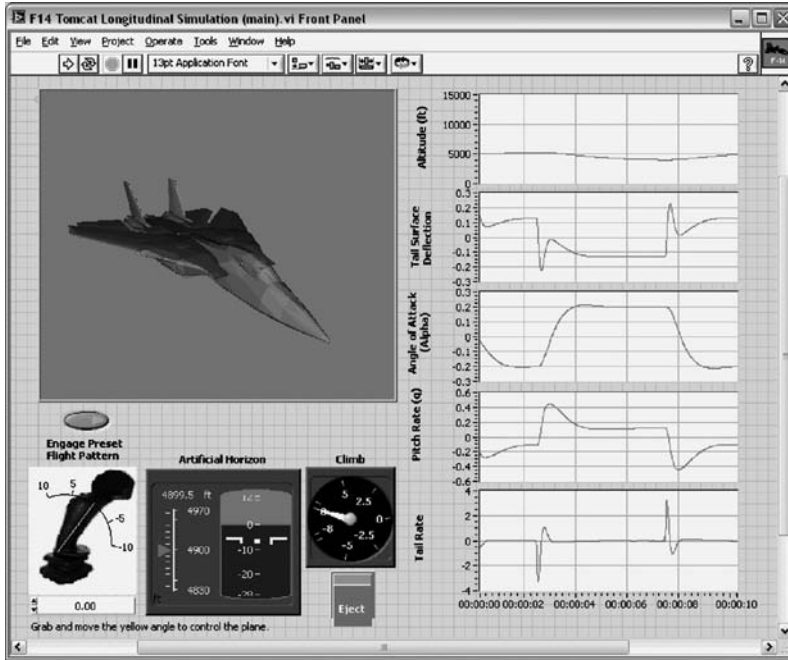 F14 Tomcat Longitudinal Simulation (main).vi Front Panel
File Edit View Project Operate Tools Window Help
13pt Application Font
?
F-14
15000
10000
5000
0
Altitude (ft)
0.3
0.2
0.1
0
-0.1
-0.2
-0.3
Tail Surface
Deflection
0.3
0.2
0.1
0
-0.1
-0.2
-0.3
Angle of Attack
(Alpha)
0.6
0.4
0.2
0
-0.2
-0.4
-0.6
Pitch Rate (q)
4
2
0
-2
-4
Tail Rate
00:00:00 00:00:02 00:00:04 00:00:06 00:00:08 00:00:10
Engage Preset
Flight Pattern
10 5
-5
-10
0.00
Artificial Horizon
4899.5 ft
4970
4900
4830
ft
0
-10
-20
Climb
5 2.5
8 0
-8
-5 -2.5
Eject
Grab and move the yellow angle to control the plane.